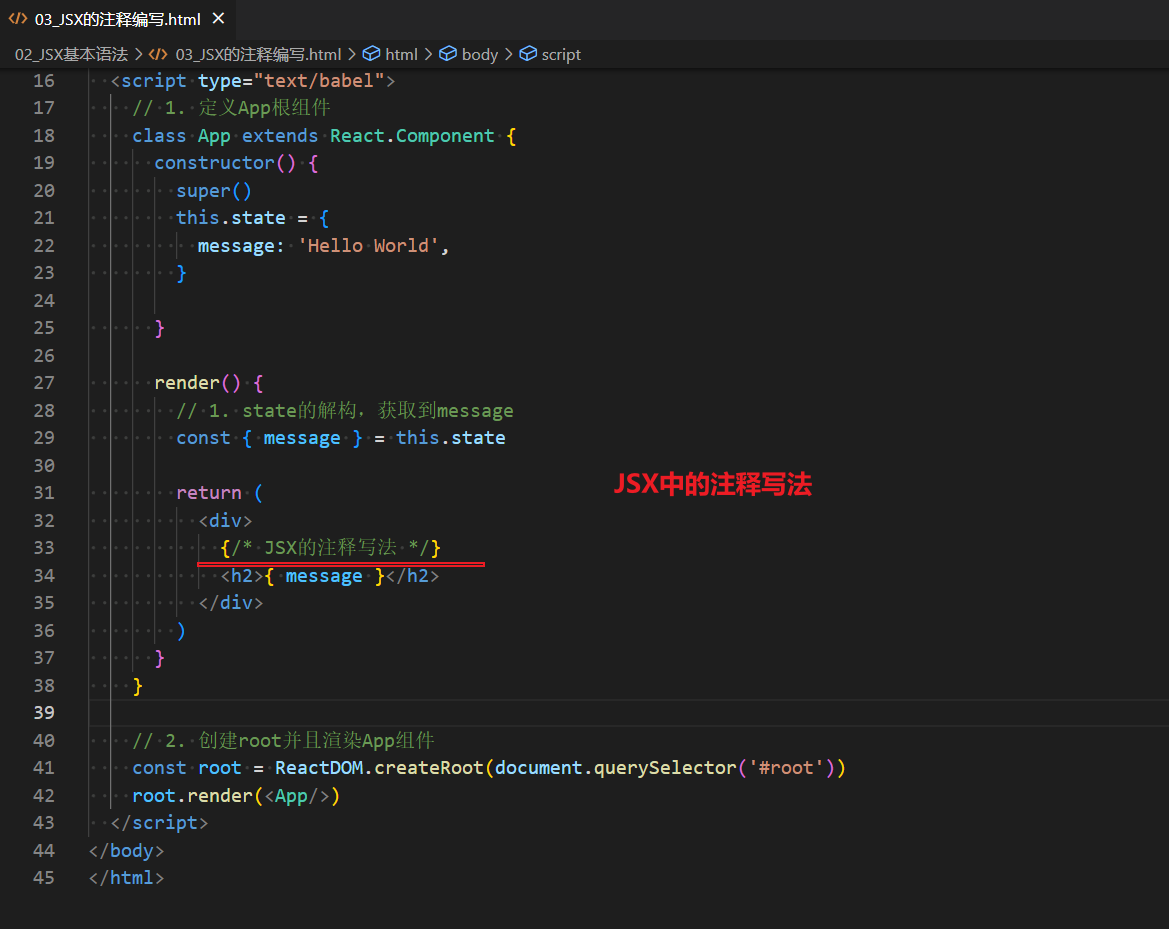 03_JSX的注释编写.html
02_JSX基本语法 > 03_JSX的注释编写.html > html > body > script
16 <script type="text/babel">
17 // 1. 定义App根组件
18 class App extends React.Component {
19 constructor() {
20 super()
21 this.state = {
22 message: 'Hello World',
23 }
24
25 }
26
27 render() {
28 // 1. state的解构，获取到message
29 const { message } = this.state
30
JSX中的注释写法
31 return (
32 <div>
33 {/* JSX的注释写法 */}
34 <h2>{ message }</h2>
35 </div>
36 )
37 }
38 }
39
40 // 2. 创建root并且渲染App组件
41 const root = ReactDOM.createRoot(document.querySelector('#root'))
42 root.render(<App/>)
43 </script>
44 </body>
45 </html>